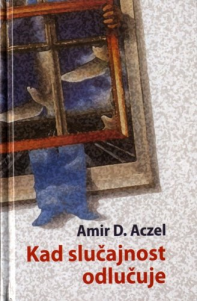 Amir D. Aczel
Kad slučajnost
odlučuje